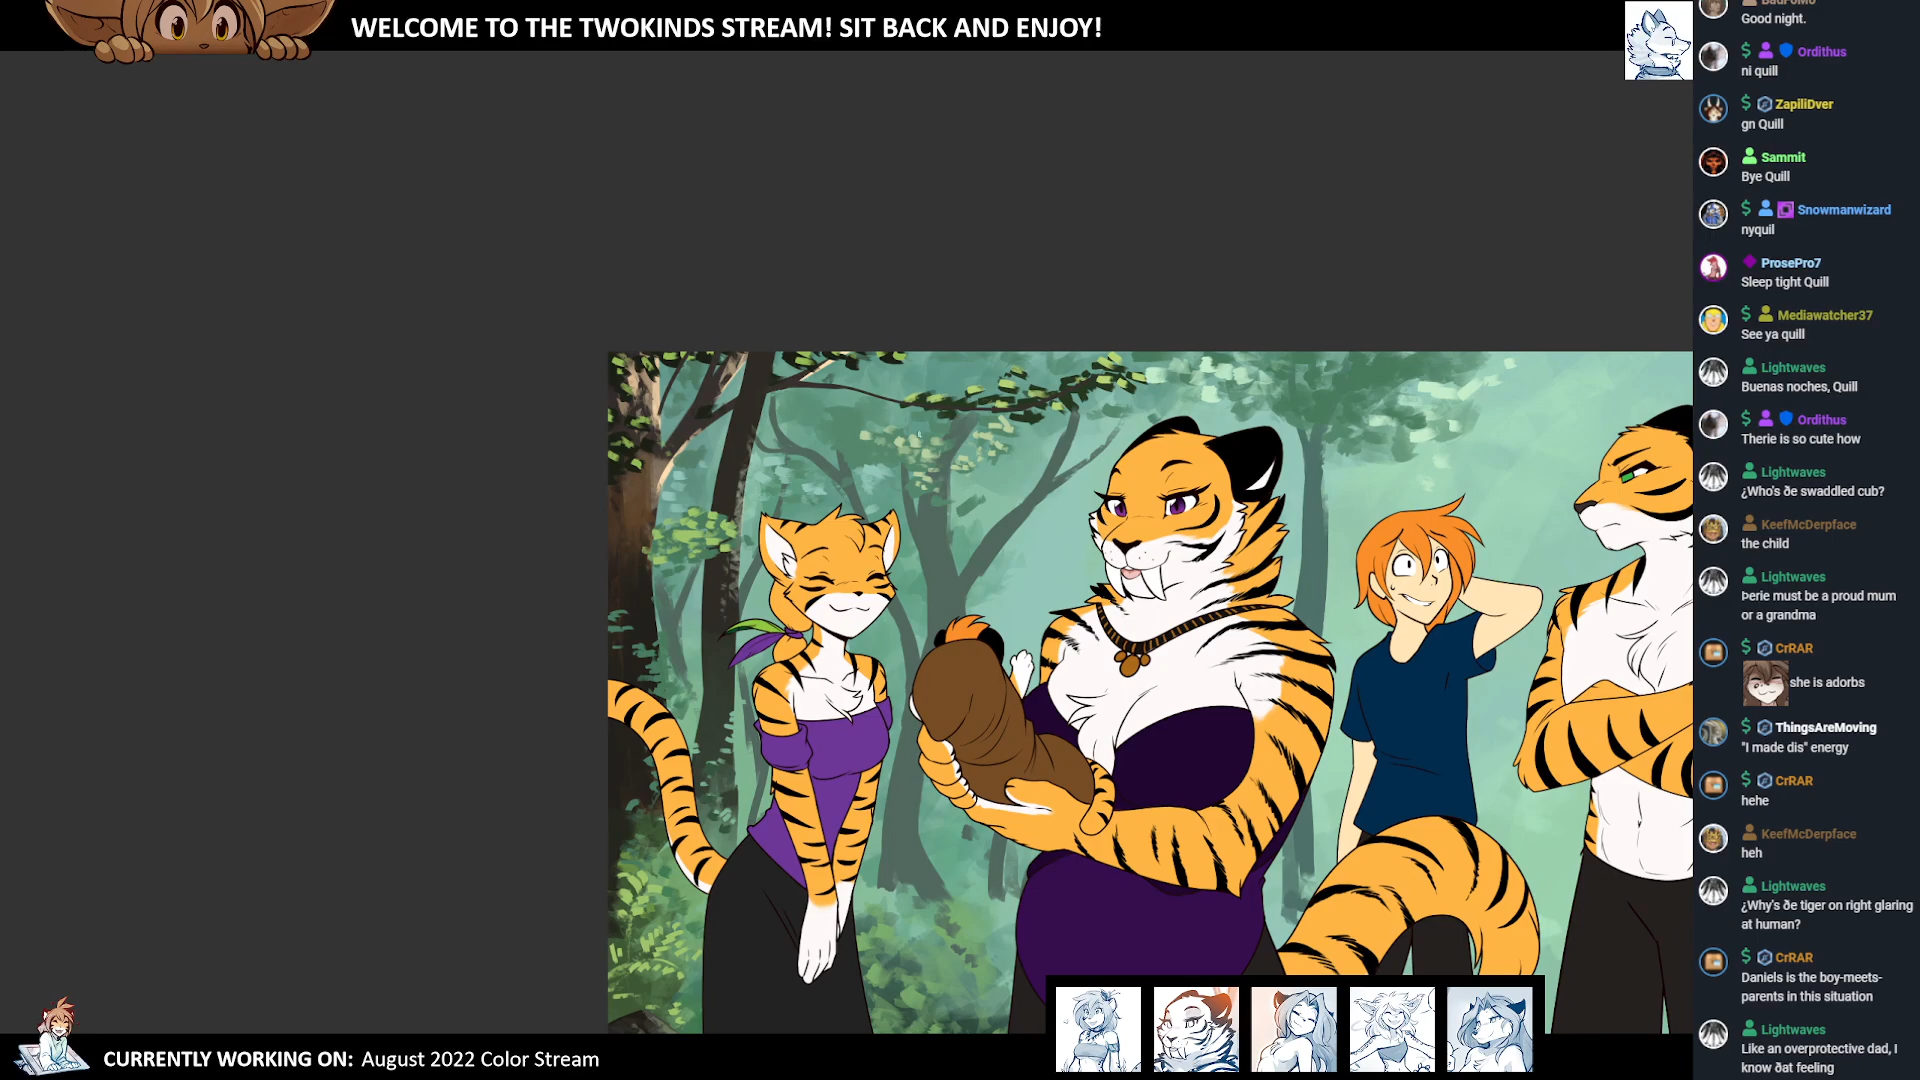 WELCOME TO THE TWOKINDS STREAM! SIT BACK AND ENJOY!
Good night.
Ordithus
ni quill
ZapiliDver
gn Quill
Sammit
Bye Quill
Snowmanwizard
nyquil
ProsePro7
Sleep tight Quill
Mediawatcher37
See ya quill
Lightwaves
Buenas noches, Quill
Ordithus
Therie is so cute how
Lightwaves
¿Who's ðe swaddled cub?
KeefMcDerpface
the child
Lightwaves
Þerie must be a proud mum
or a grandma
CrRAR
she is adorbs
ThingsAreMoving
"I made dis" energy
CrRAR
hehe
KeefMcDerpface
heh
Lightwaves
¿Why's ðe tiger on right glaring
at human?
CrRAR
Daniels is the boy-meets-
parents in this situation
Lightwaves
Like an overprotective dad, I
know ðat feeling
CURRENTLY WORKING ON: August 2022 Color Stream